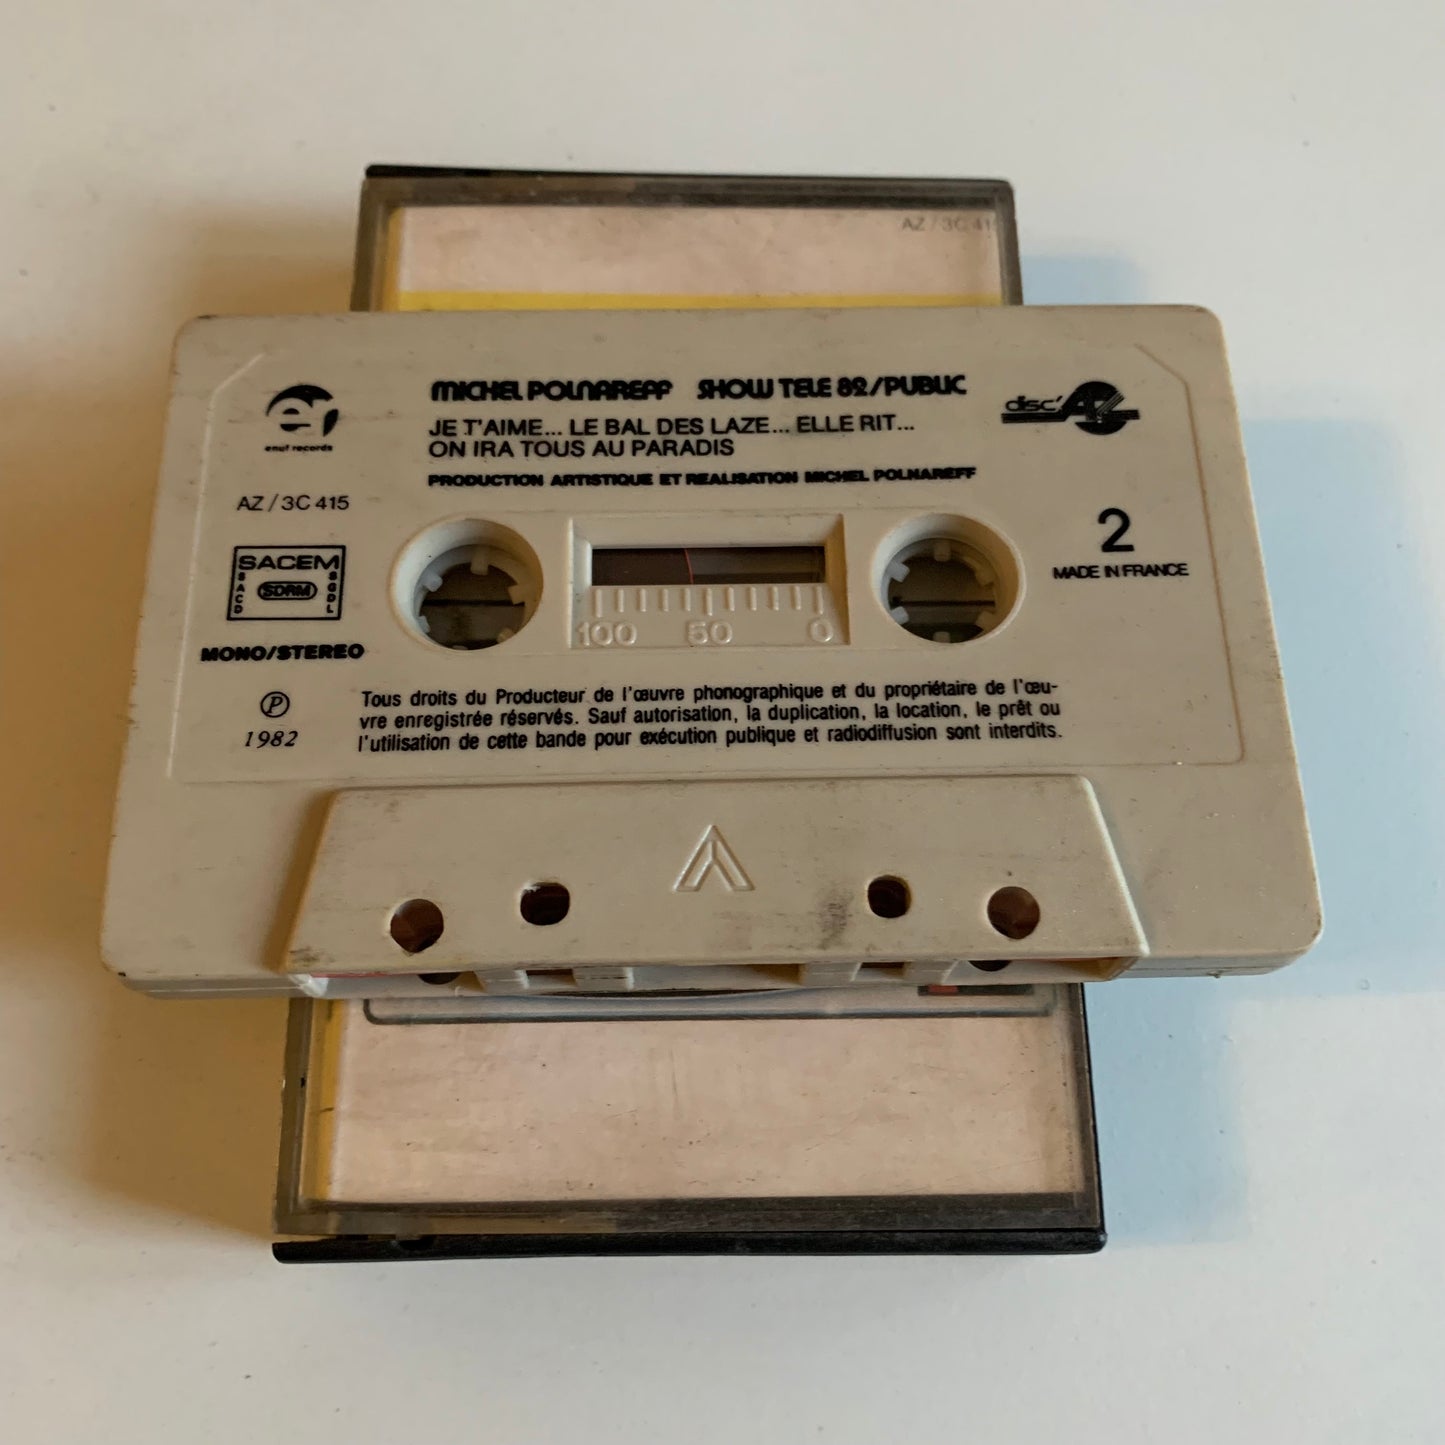 AZ / 3C 415
MICHEL POLNAREFF SHOW TELE 82/PUBLIC
JE T'AIME... LE BAL DES LAZE... ELLE RIT...
ON IRA TOUS AU PARADIS
PRODUCTION ARTISTIQUE ET REALISATION MICHEL POLNAREFF
er
enuf records
disc' AZ
AZ / 3C 415
SACEM
SACD
SDRM
SGDL
MONO/STEREO
2
MADE IN FRANCE
100 50 0
Ⓟ
1982
Tous droits du Producteur de l'œuvre phonographique et du propriétaire de l'œu-
vre enregistrée réservés. Sauf autorisation, la duplication, la location, le prêt ou
l'utilisation de cette bande pour exécution publique et radiodiffusion sont interdits.